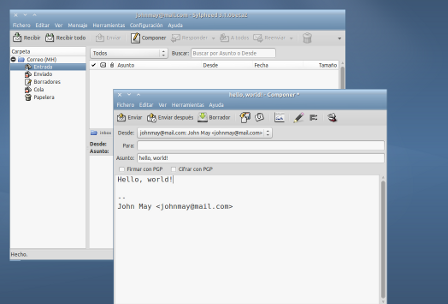 johnmay@mail.com - Sylpheed
Fichero Editar Ver Mensaje Herramientas Configuración Ayuda
Recibir Recibir todo Enviar Componer Responder A todos Reenviar
Carpeta
Correo (MH)
Entrada
Enviado
Borradores
Cola
Papelera
Todos Buscar: Buscar por Asunto o Desde
Asunto Desde Fecha Tamaño
Desde:
Asunto:
Hecho.
hello, world! - Componer *
Fichero Editar Ver Herramientas Ayuda
Enviar Enviar después Borrador
Desde: johnmay@mail.com: John May <johnmay@mail.com>
Para:
Asunto: hello, world!
Firmar con PGP Cifrar con PGP
Hello, world!
--
John May <johnmay@mail.com>